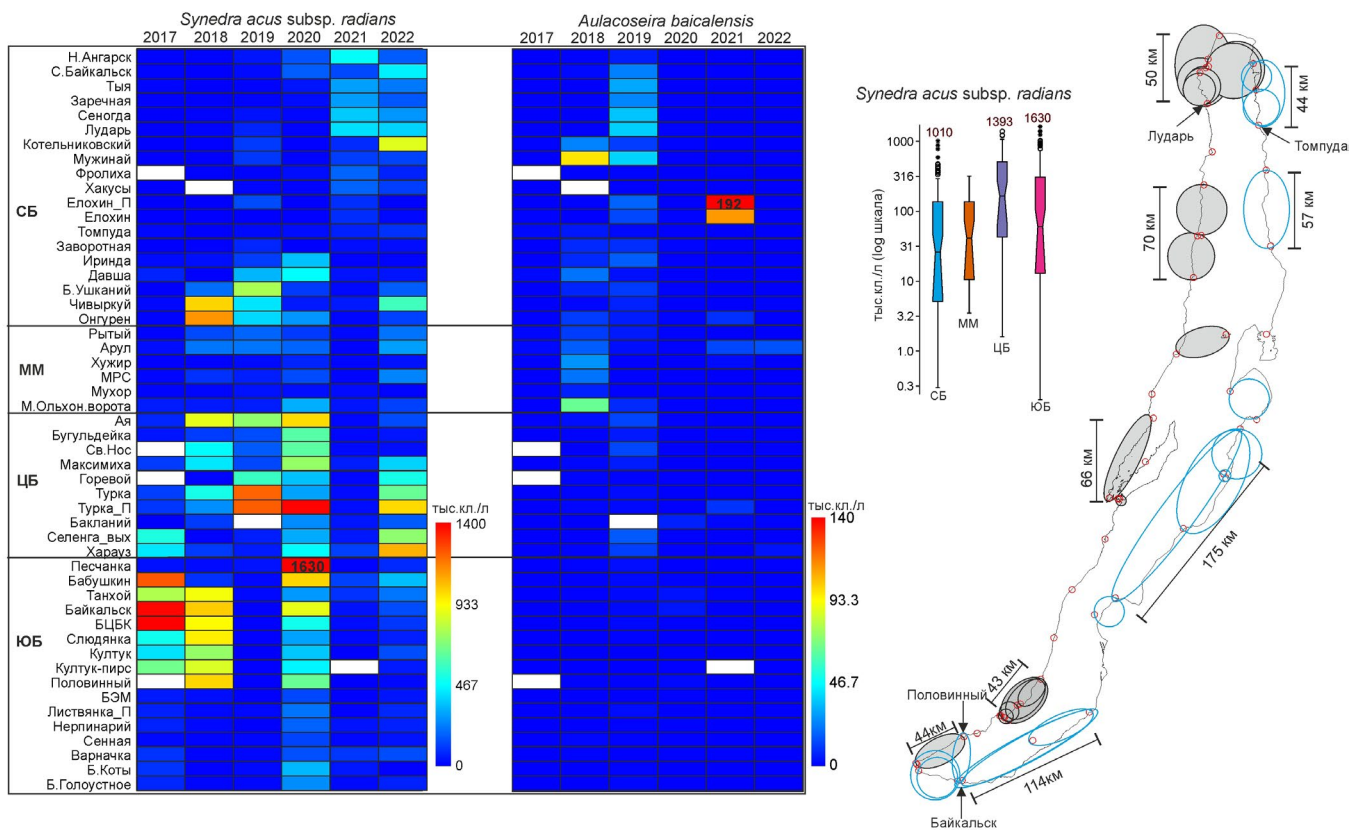 Synedra acus subsp. radians
Aulacoseira baicalensis
2017 2018 2019 2020 2021 2022
2017 2018 2019 2020 2021 2022
СБ
Н.Ангарск
С.Байкальск
Тыя
Заречная
Сеногда
Лударь
Котельниковский
Мужинай
Фролиха
Хакусы
Елохин_П
192
Елохин
Томпуда
Заворотная
Иринда
Давша
Б.Ушканий
Чивыркуй
Онгурен
ММ
Рытый
Арул
Хужир
МРС
Мухор
М.Ольхон.ворота
ЦБ
Ая
Бугульдейка
Св.Нос
Максимиха
Горевой
Турка
Турка_П
Бакланий
Селенга_вых
Харауз
ЮБ
Песчанка
1630
Бабушкин
Танхой
Байкальск
БЦБК
Слюдянка
Култук
Култук-пирс
Половинный
БЭМ
Листвянка_П
Нерпинарий
Сенная
Варначка
Б.Коты
Б.Голоустное
тыс.кл./л
1400
933
467
0
тыс.кл./л
140
93.3
46.7
0
Synedra acus subsp. radians
1010
1393
1630
тыс.кл./л (log шкала)
1000
316
100
31
10
3.2
1.0
0.3
СБ
ММ
ЦБ
ЮБ
50 км
44 км
Лударь
Томпуда
57 км
70 км
66 км
175 км
43 км
Половинный
44км
114км
Байкальск